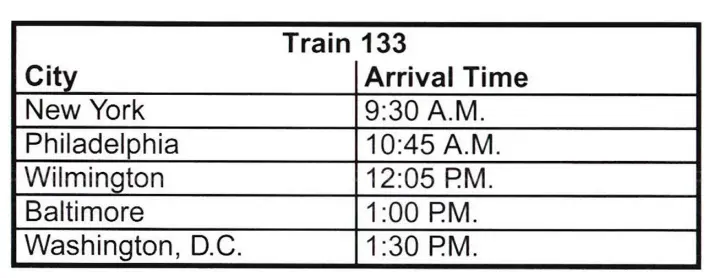 Train 133
City Arrival Time
New York 9:30 A.M.
Philadelphia 10:45 A.M.
Wilmington 12:05 P.M.
Baltimore 1:00 P.M.
Washington, D.C. 1:30 P.M.